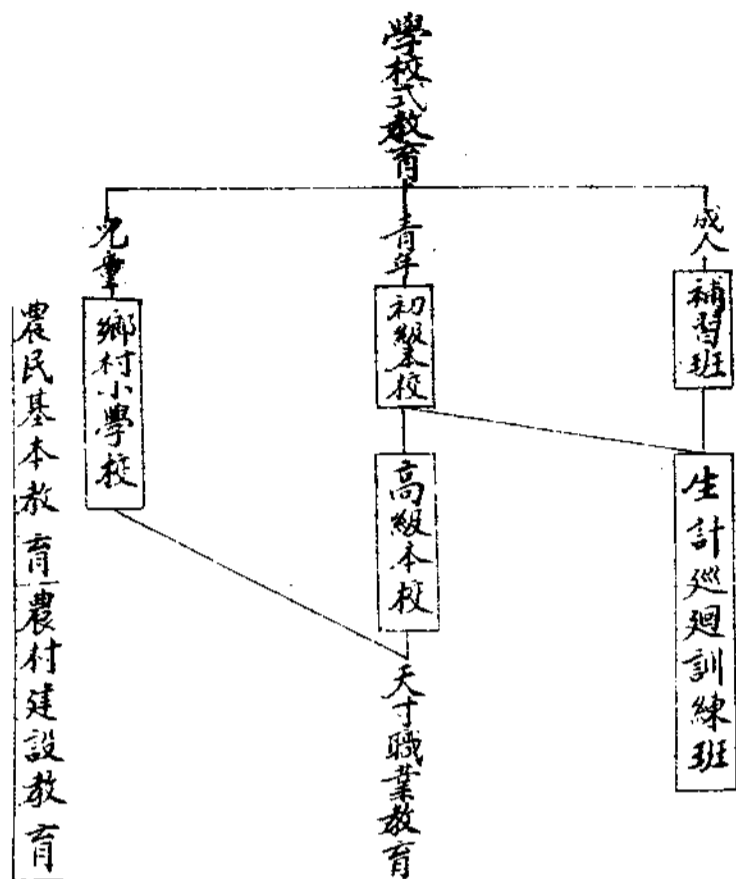 學校式教育
成人
補習班
生計巡迴訓練班
青年
初級本校
高級本校
天才職業教育
兒童
鄉村小學校
農民基本教育
農村建設教育